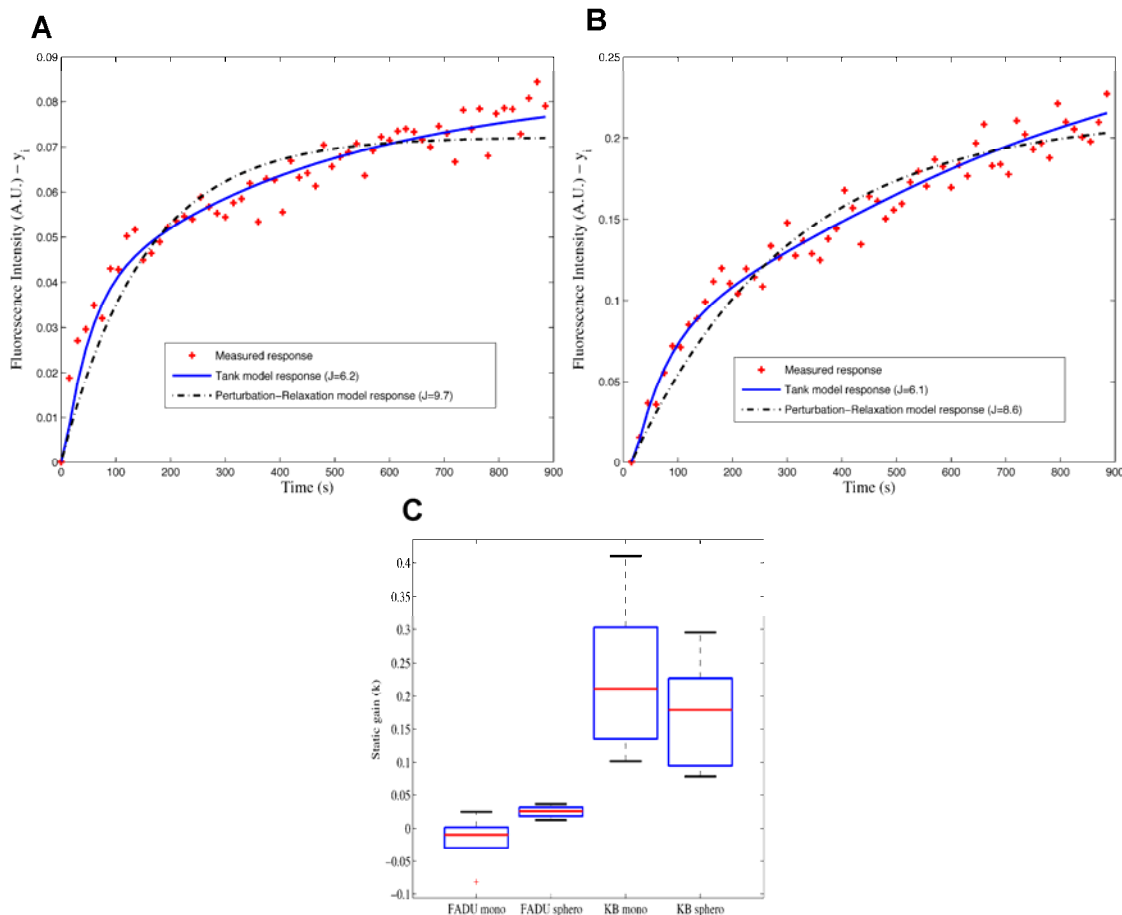 A
0.09
0.08
0.07
0.06
0.05
0.04
0.03
0.02
0.01
0
Fluorescence Intensity (A.U.) − yi
Measured response
Tank model response (J=6.2)
Perturbation−Relaxation model response (J=9.7)
0 100 200 300 400 500 600 700 800 900
Time (s)
B
0.25
0.2
0.15
0.1
0.05
0
Fluorescence Intensity (A.U.) − yi
Measured response
Tank model response (J=6.1)
Perturbation−Relaxation model response (J=8.6)
0 100 200 300 400 500 600 700 800 900
Time (s)
C
0.4
0.35
0.3
0.25
0.2
0.15
0.1
0.05
0
−0.05
−0.1
Static gain (k)
FADU mono FADU sphero KB mono KB sphero